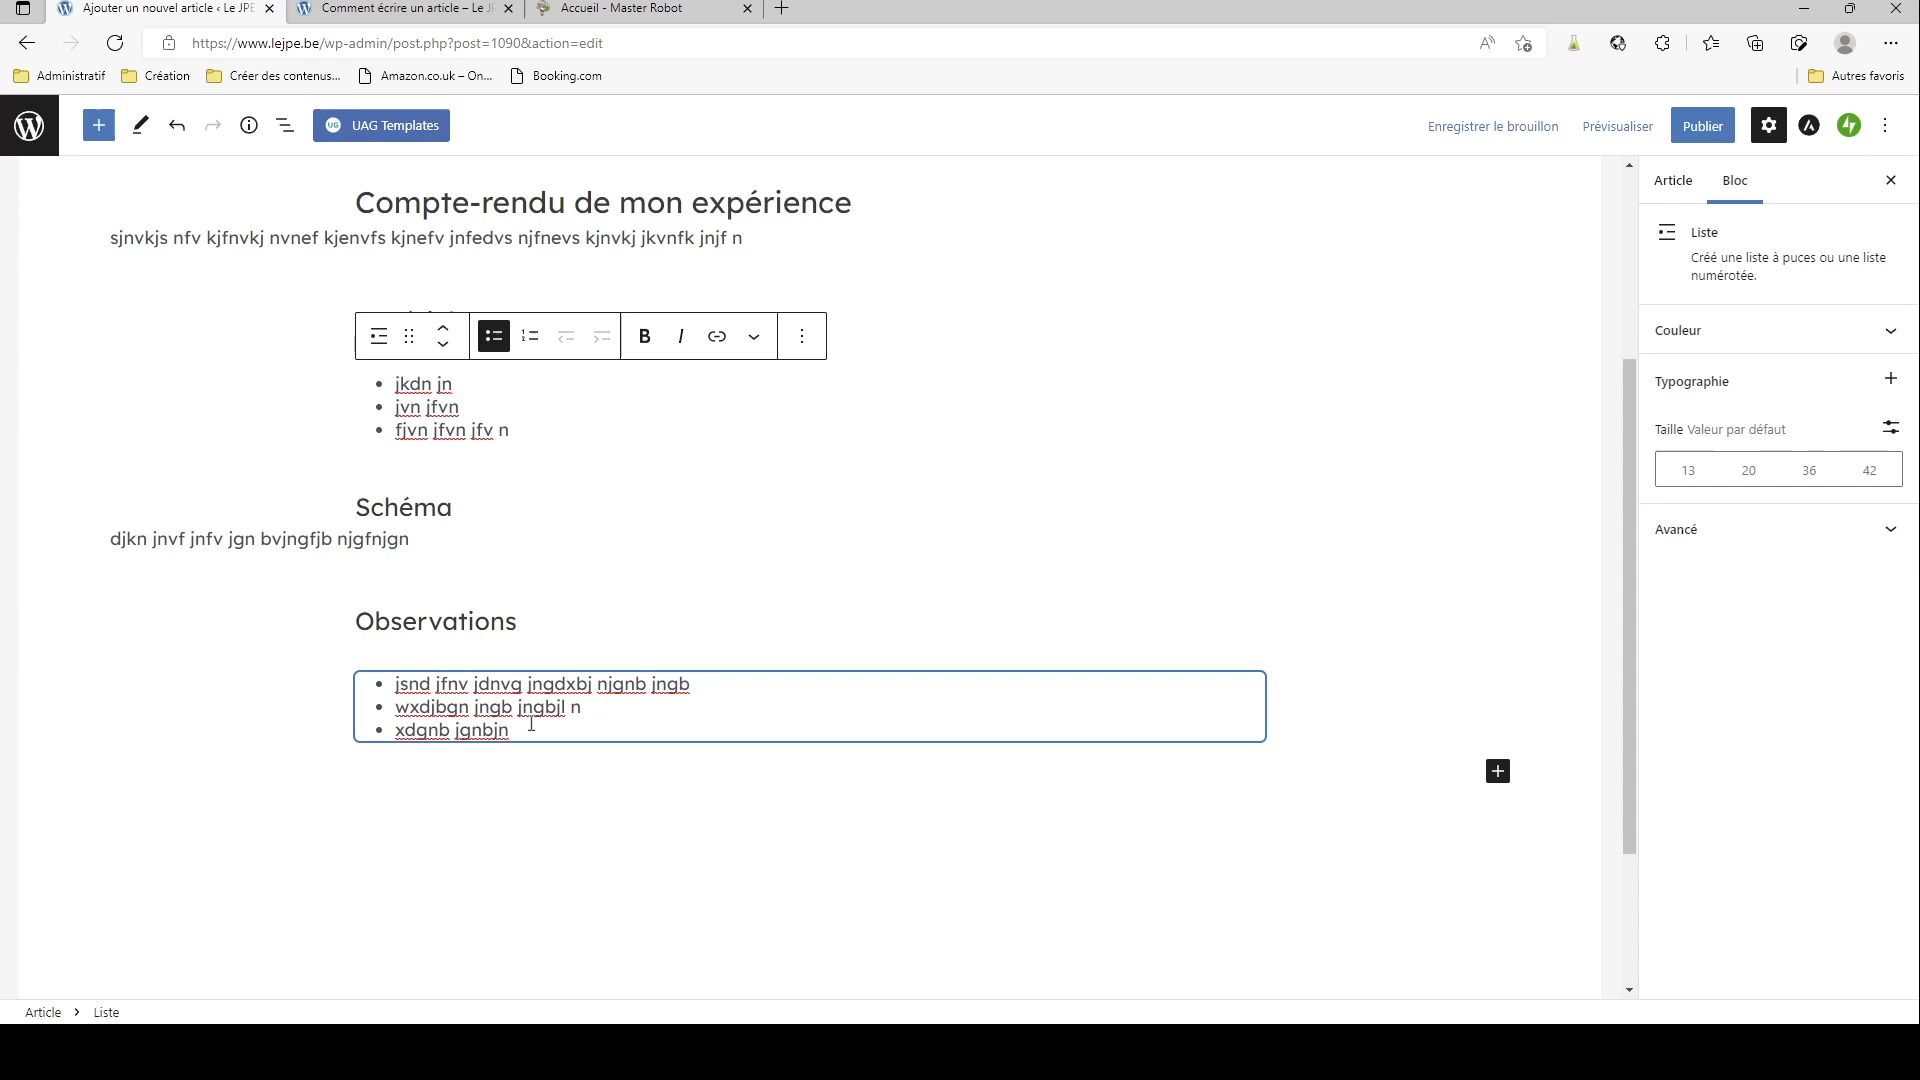 Ajouter un nouvel article ‹ Le JPE
Comment écrire un article – Le J
Accueil - Master Robot
https://www.lejpe.be/wp-admin/post.php?post=1090&action=edit
Administratif
Création
Créer des contenus...
Amazon.co.uk – On...
Booking.com
Autres favoris
UAG Templates
Enregistrer le brouillon
Prévisualiser
Publier
Compte-rendu de mon expérience
sjnvkjs nfv kjfnvkj nvnef kjenvfs kjnefv jnfedvs njfnevs kjnvkj jkvnfk jnjf n
B
I
jkdn jn
jvn jfvn
fjvn jfvn jfv n
Schéma
djkn jnvf jnfv jgn bvjngfjb njgfnjgn
Observations
jsnd jfnv jdnvg jngdxbj njgnb jngb
wxdjbgn jngb jngbjl n
xdgnb jgnbjn
Article
Bloc
Liste
Créé une liste à puces ou une liste
numérotée.
Couleur
Typographie
Taille Valeur par défaut
13 20 36 42
Avancé
Article
Liste